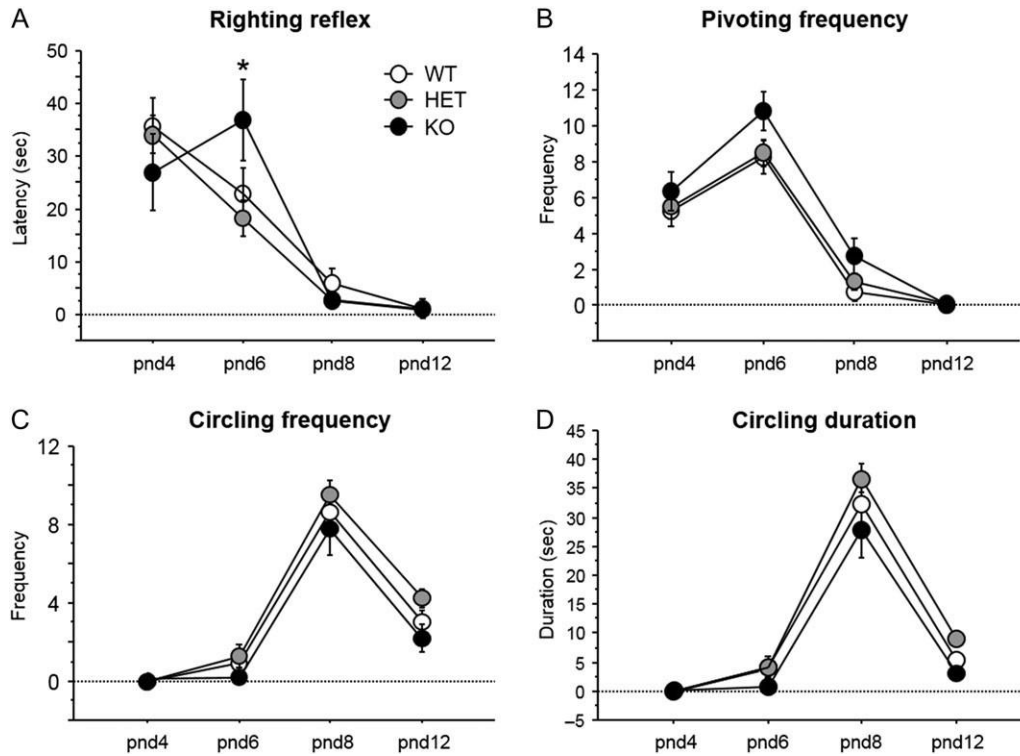 A
Righting reflex
50
40
30
20
10
0
Latency (sec)
*
WT
HET
KO
pnd4 pnd6 pnd8 pnd12
B
Pivoting frequency
14
12
10
8
6
4
2
0
Frequency
pnd4 pnd6 pnd8 pnd12
C
Circling frequency
12
8
4
0
Frequency
pnd4 pnd6 pnd8 pnd12
D
Circling duration
45
40
35
30
25
20
15
10
5
0
–5
Duration (sec)
pnd4 pnd6 pnd8 pnd12